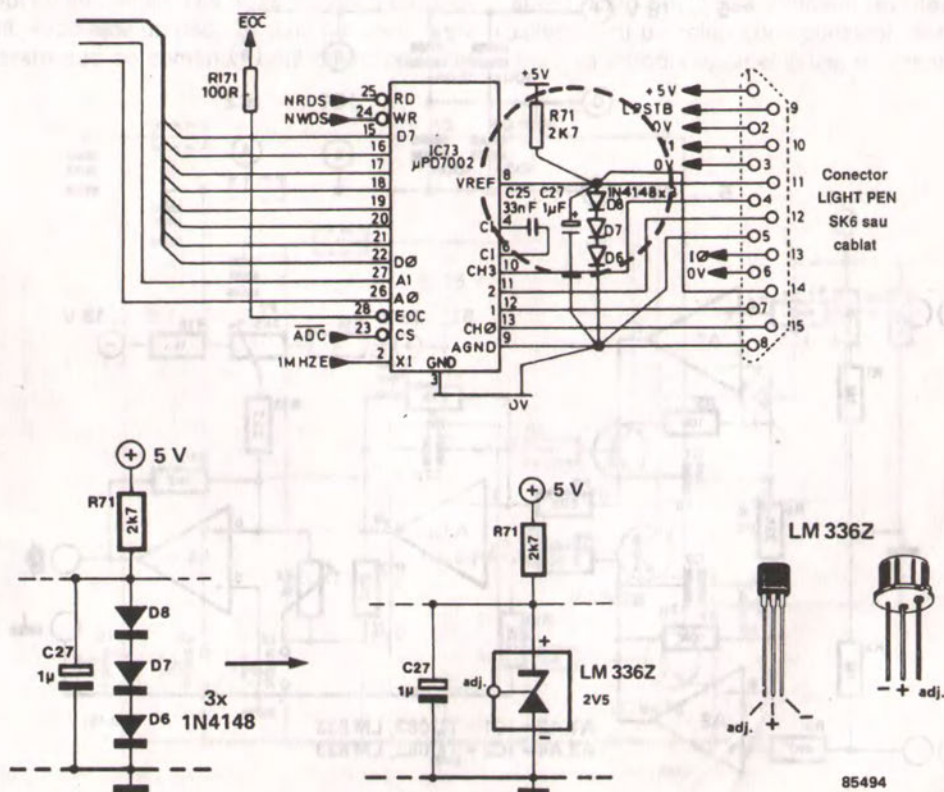 EOC
R171
100R
NRDS
25
RD
NWDS
24
WR
15
D7
16
17
18
19
20
21
22
DØ
27
A1
26
AØ
28
EOC
ADC
23
CS
1MHZE
2
X1
GND
3
IC73
µPD7002
8
VREF
4
6
CI
10
CH3
11
2
12
1
13
CHØ
9
AGND
0V
+5V
R71
2K7
C25
33nF
C27
1µF
1N4148x3
D8
D7
D6
+5V
LPSTB
0V
I1
0V
IØ
0V
1
9
2
10
3
11
4
12
5
13
6
14
7
15
8
Conector
LIGHT PEN
SK6 sau
cablat
5 V
R71
2k7
D8
C27
1µ
D7
D6
3x
1N4148
5 V
R71
2k7
C27
1µ
adj.
+
LM 336Z
2V5
-
LM 336Z
adj. + -
- + adj.
85494